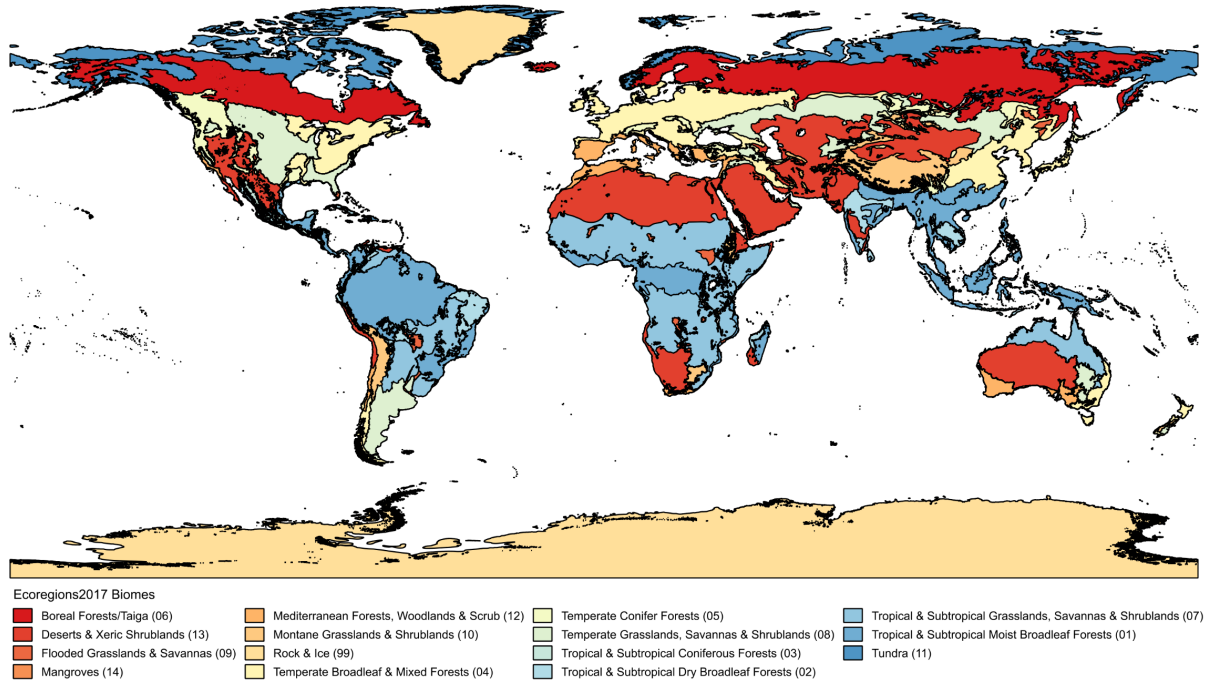 Ecoregions2017 Biomes
Boreal Forests/Taiga (06)
Deserts & Xeric Shrublands (13)
Flooded Grasslands & Savannas (09)
Mangroves (14)
Mediterranean Forests, Woodlands & Scrub (12)
Montane Grasslands & Shrublands (10)
Rock & Ice (99)
Temperate Broadleaf & Mixed Forests (04)
Temperate Conifer Forests (05)
Temperate Grasslands, Savannas & Shrublands (08)
Tropical & Subtropical Coniferous Forests (03)
Tropical & Subtropical Dry Broadleaf Forests (02)
Tropical & Subtropical Grasslands, Savannas & Shrublands (07)
Tropical & Subtropical Moist Broadleaf Forests (01)
Tundra (11)